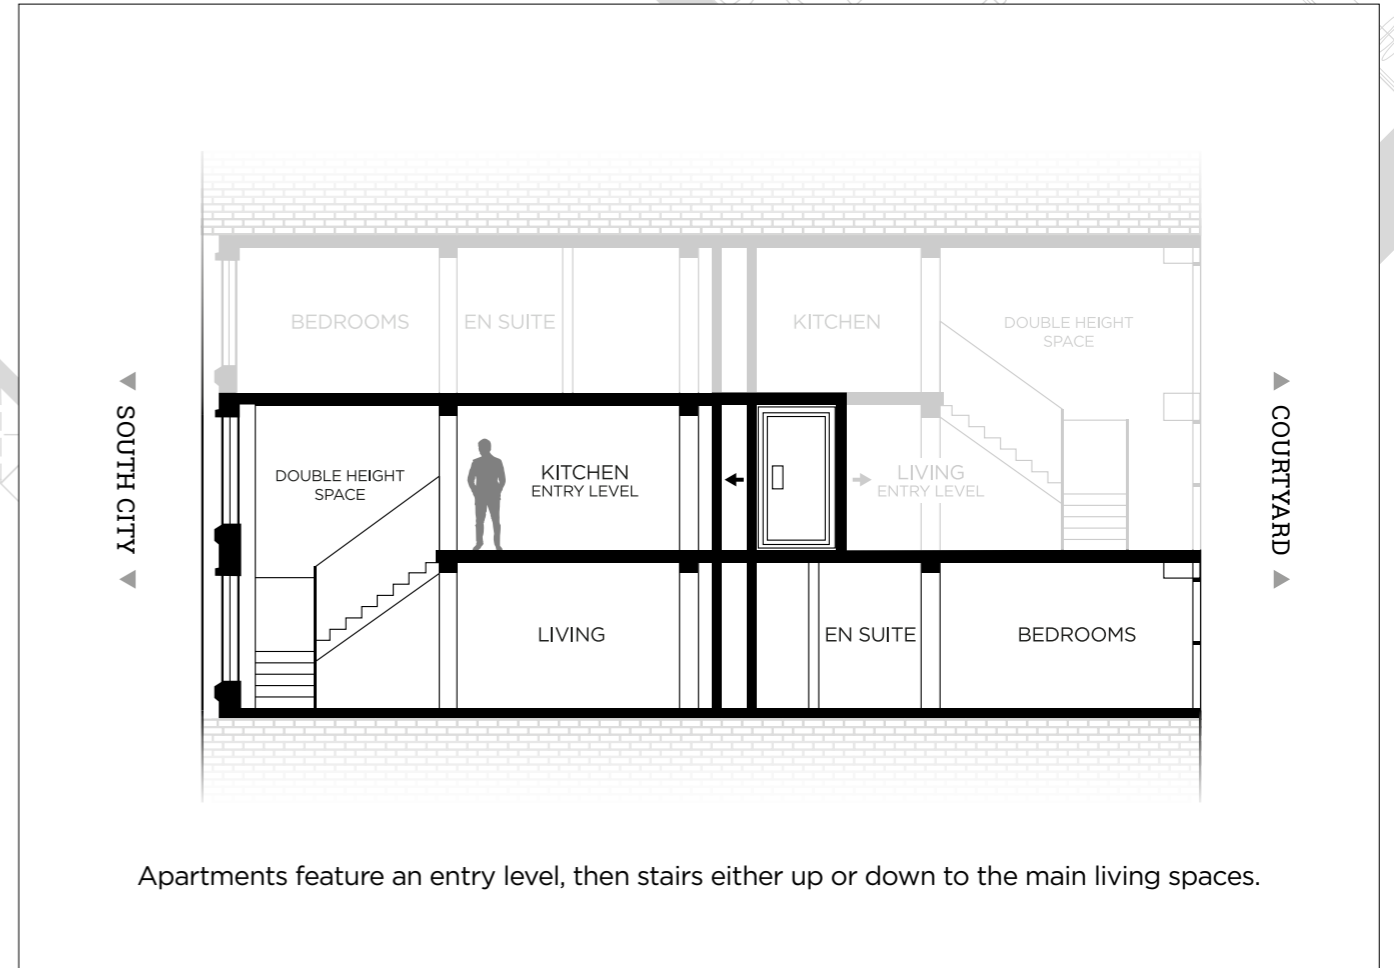 BEDROOMS
EN SUITE
KITCHEN
DOUBLE HEIGHT
SPACE
SOUTH CITY
DOUBLE HEIGHT
SPACE
KITCHEN
ENTRY LEVEL
LIVING
ENTRY LEVEL
COURTYARD
LIVING
EN SUITE
BEDROOMS
Apartments feature an entry level, then stairs either up or down to the main living spaces.